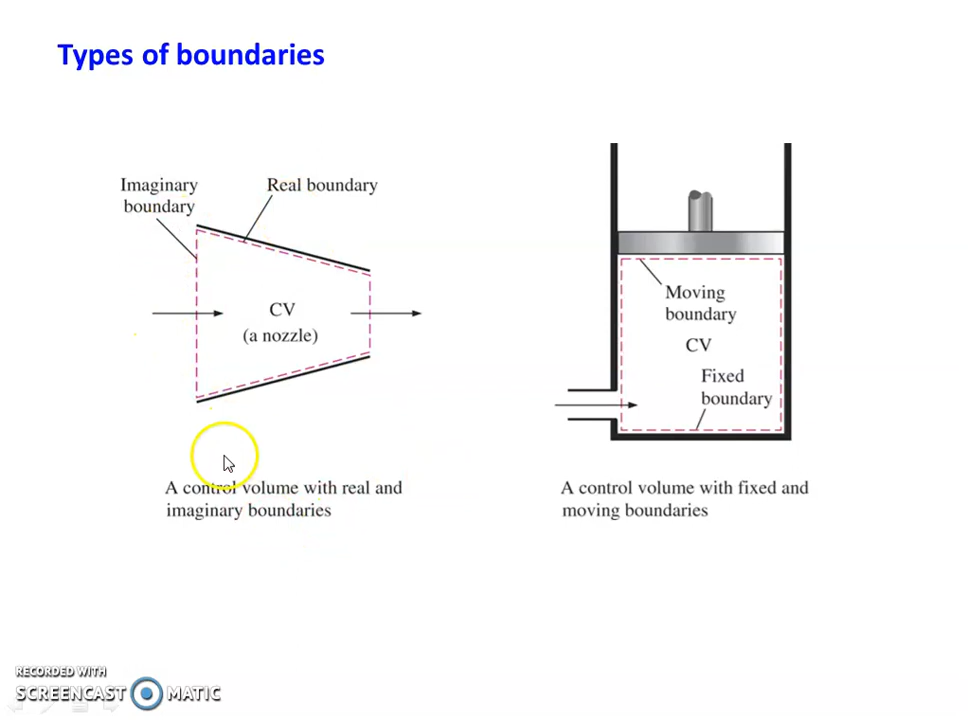 Types of boundaries
Imaginary
boundary
Real boundary
CV
(a nozzle)
A control volume with real and
imaginary boundaries
Moving
boundary
CV
Fixed
boundary
A control volume with fixed and
moving boundaries
RECORDED WITH
SCREENCAST MATIC